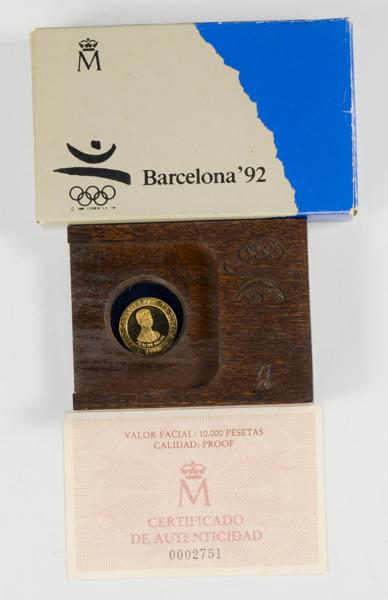 M
Barcelona '92
M
VALOR FACIAL: 10.000 PESETAS
CALIDAD: PROOF
M
CERTIFICADO
DE AUTENTICIDAD
0002751